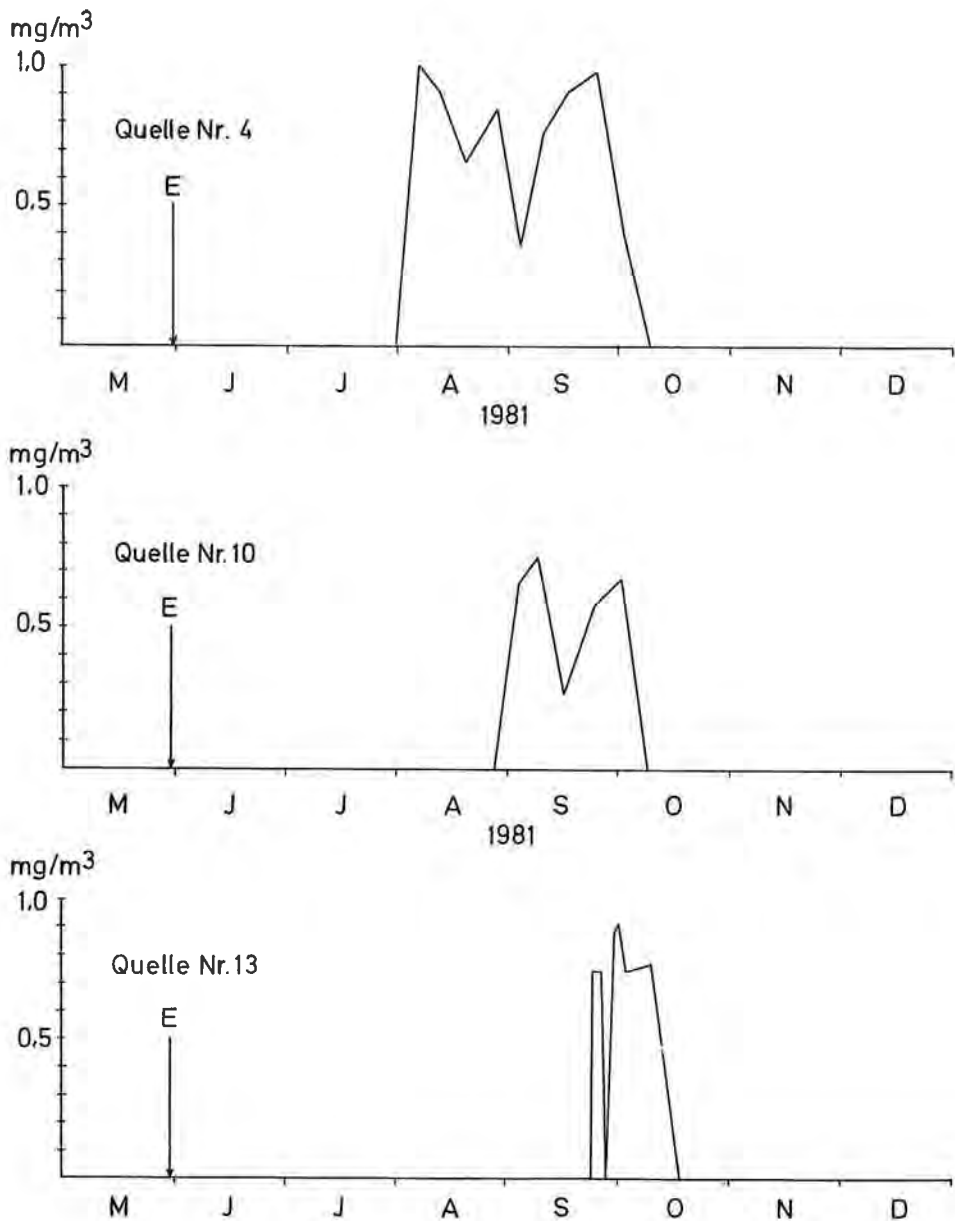 mg/m³
1,0
Quelle Nr. 4
E
0,5
M J J A S O N D
1981
mg/m³
1,0
Quelle Nr. 10
E
0,5
M J J A S O N D
1981
mg/m³
1,0
Quelle Nr. 13
E
0,5
M J J A S O N D